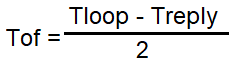 Tof = Tloop - Treply
2